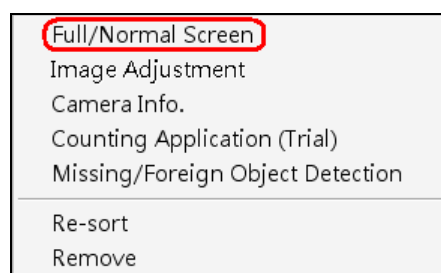 Full/Normal Screen
Image Adjustment
Camera Info.
Counting Application (Trial)
Missing/Foreign Object Detection
Re-sort
Remove